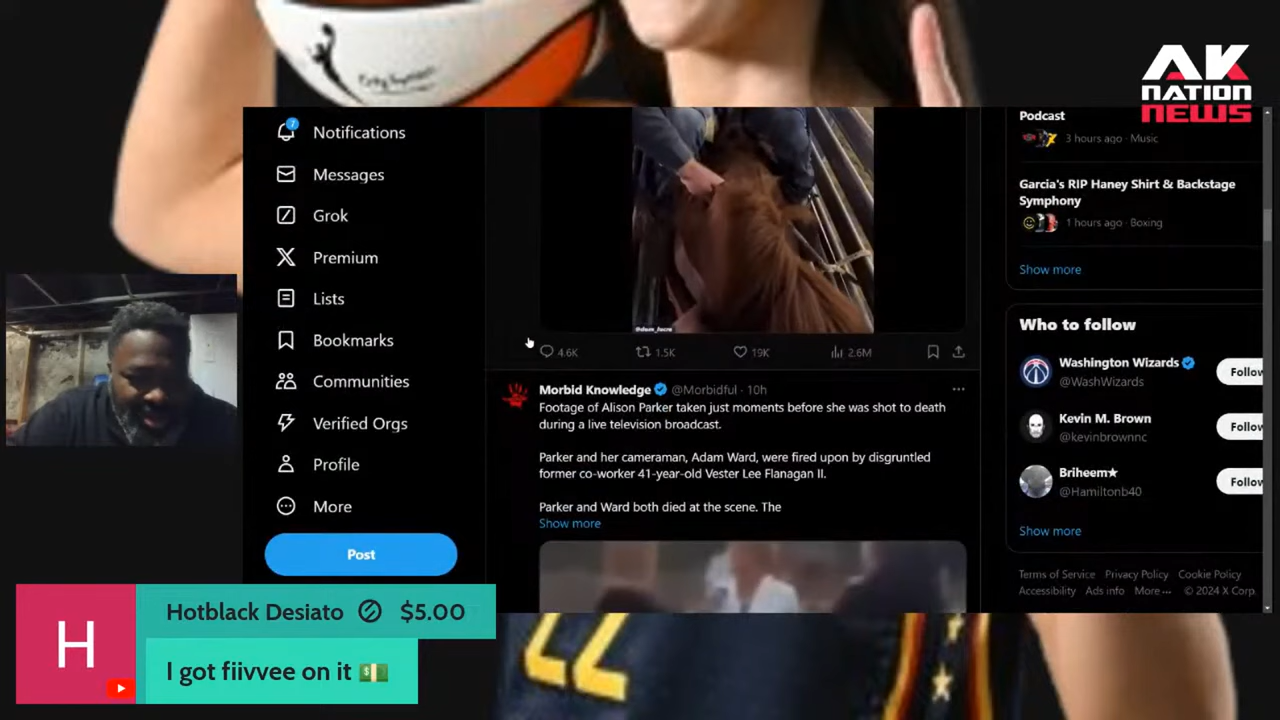 AK
NATION
NEWS
7
Notifications
Messages
Grok
Premium
Lists
Bookmarks
Communities
Verified Orgs
Profile
More
Post
@dom_lucre
4.6K
1.5K
19K
2.6M
Morbid Knowledge @Morbidful · 10h
Footage of Alison Parker taken just moments before she was shot to death
during a live television broadcast.
Parker and her cameraman, Adam Ward, were fired upon by disgruntled
former co-worker 41-year-old Vester Lee Flanagan II.
Parker and Ward both died at the scene. The
Show more
Podcast
3 hours ago · Music
Garcia's RIP Haney Shirt & Backstage
Symphony
1 hours ago · Boxing
Show more
Who to follow
Washington Wizards
@WashWizards
Follow
Kevin M. Brown
@kevinbrownnc
Follow
Briheem★
@Hamiltonb40
Follow
Show more
Terms of Service Privacy Policy Cookie Policy
Accessibility Ads info More ··· © 2024 X Corp.
H
Hotblack Desiato $5.00
I got fiivvee on it 💵
22